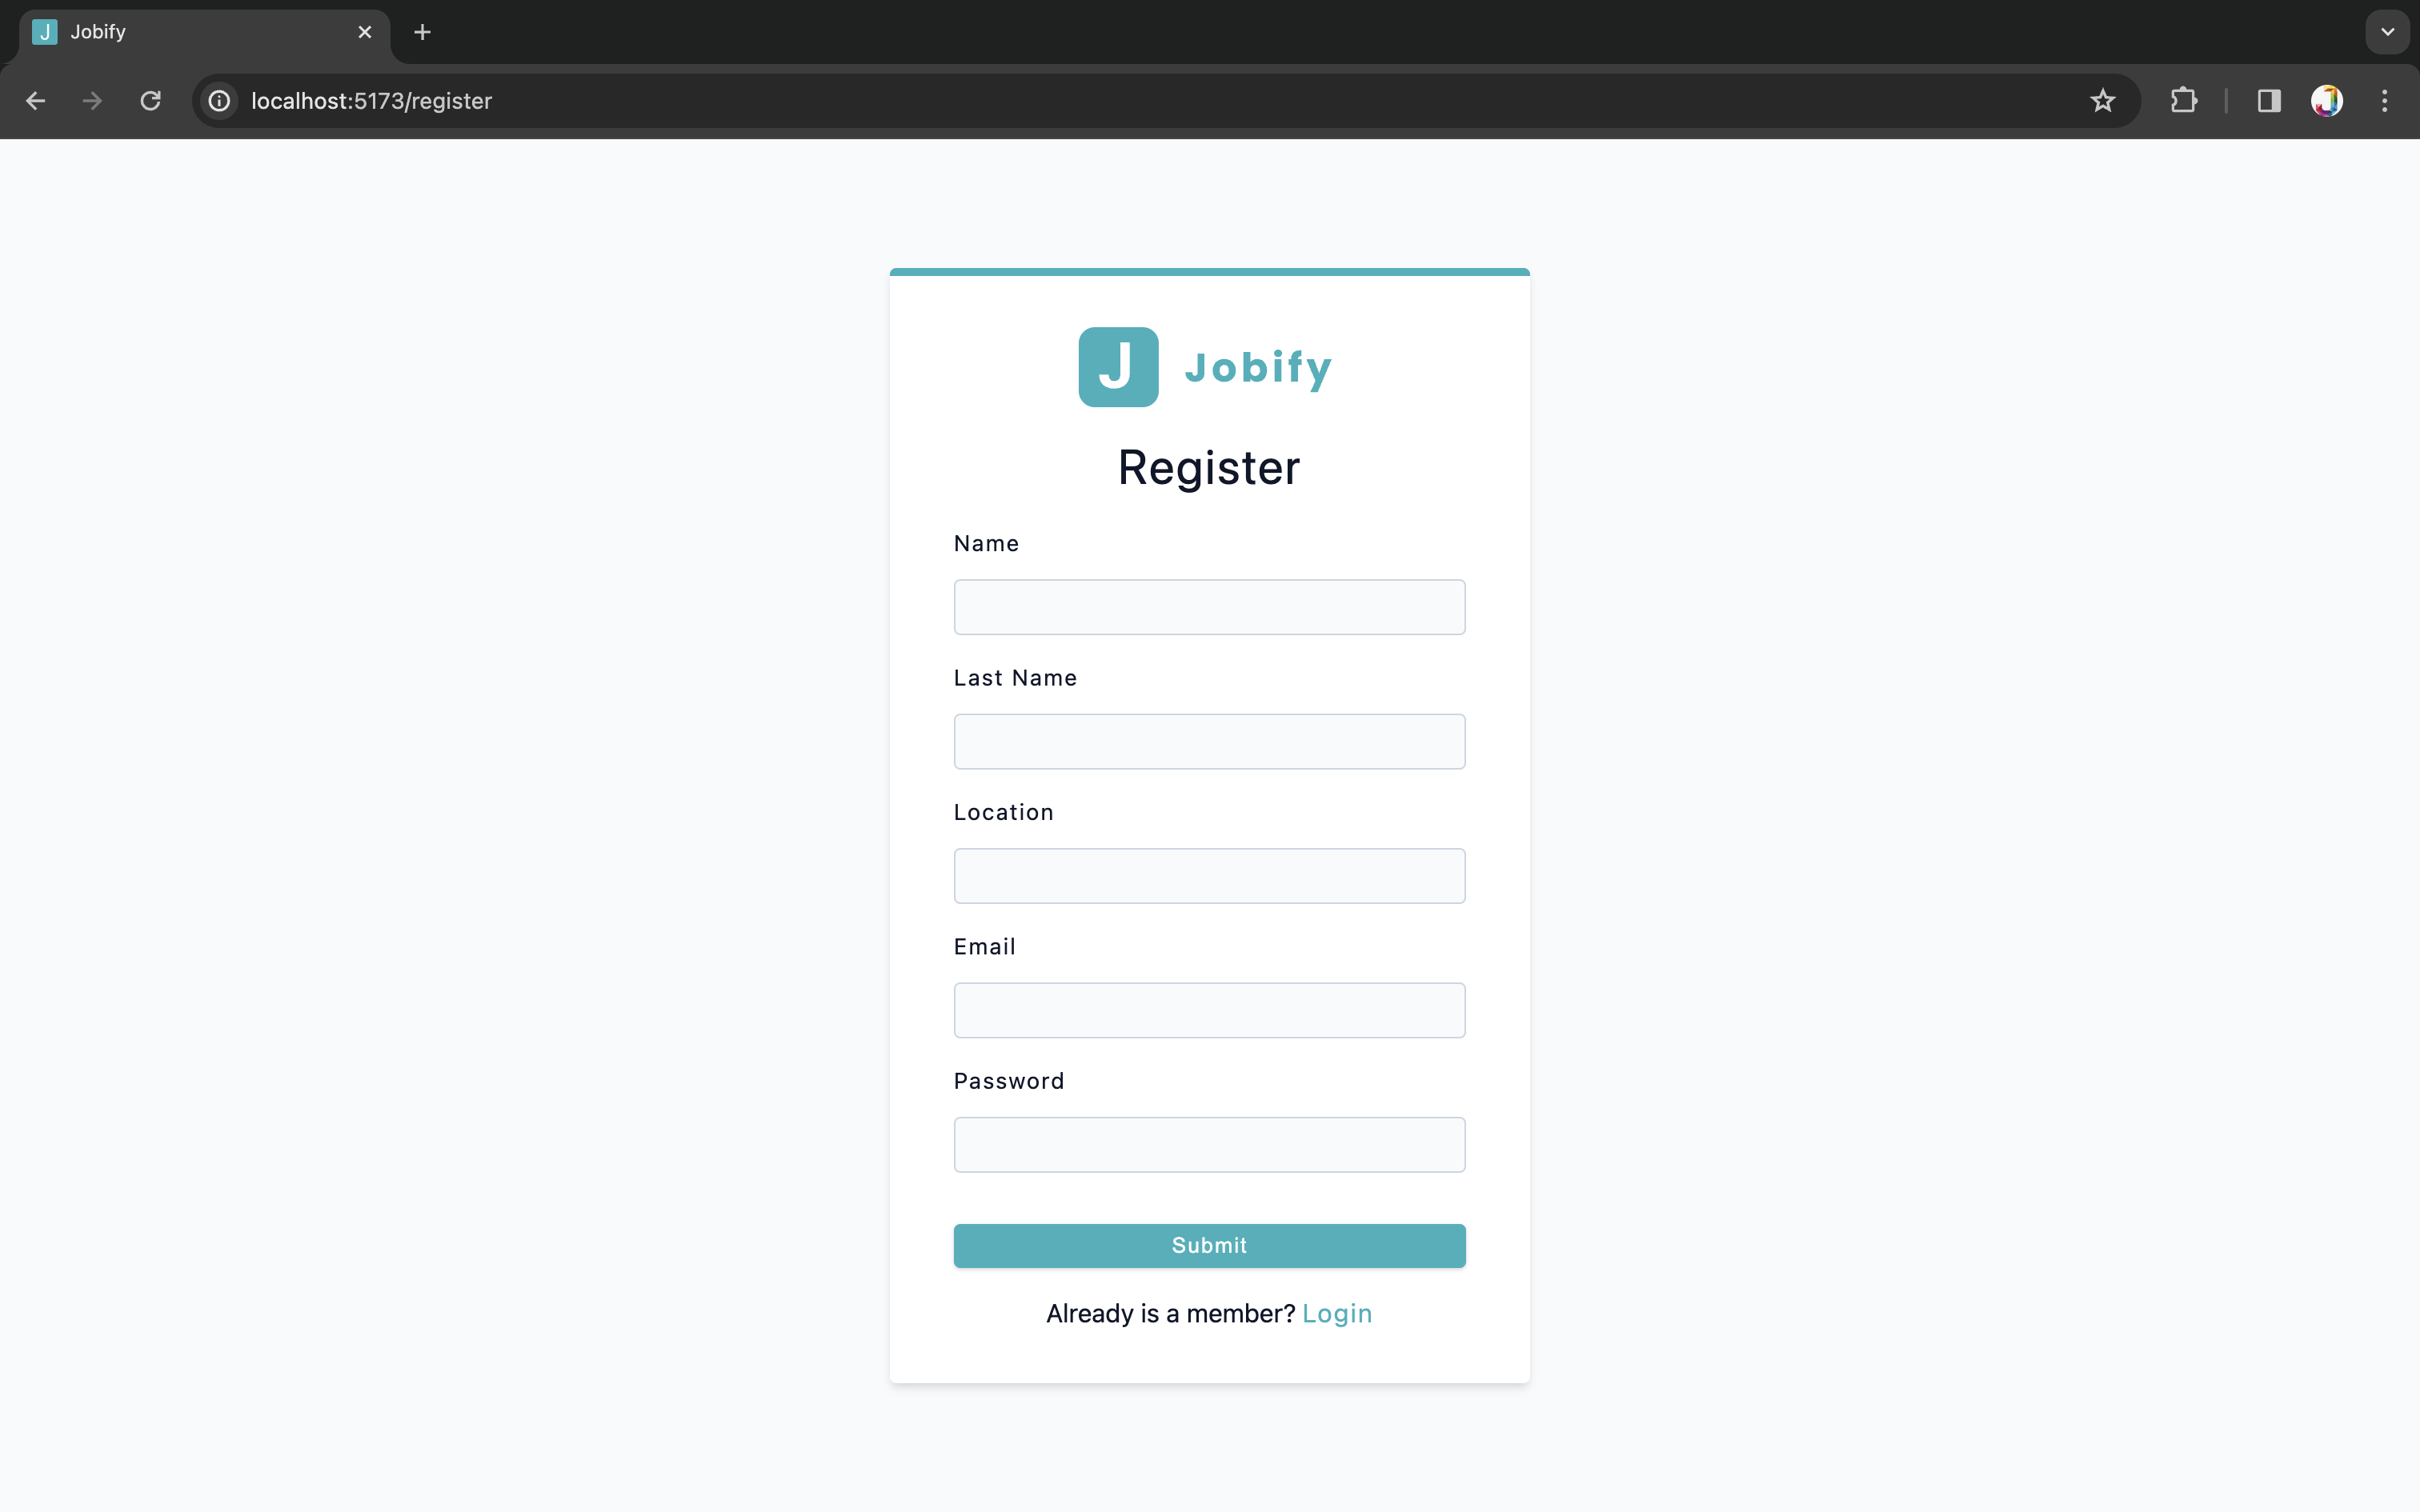 J Jobify
localhost:5173/register
J Jobify
Register
Name
Last Name
Location
Email
Password
Submit
Already is a member? Login